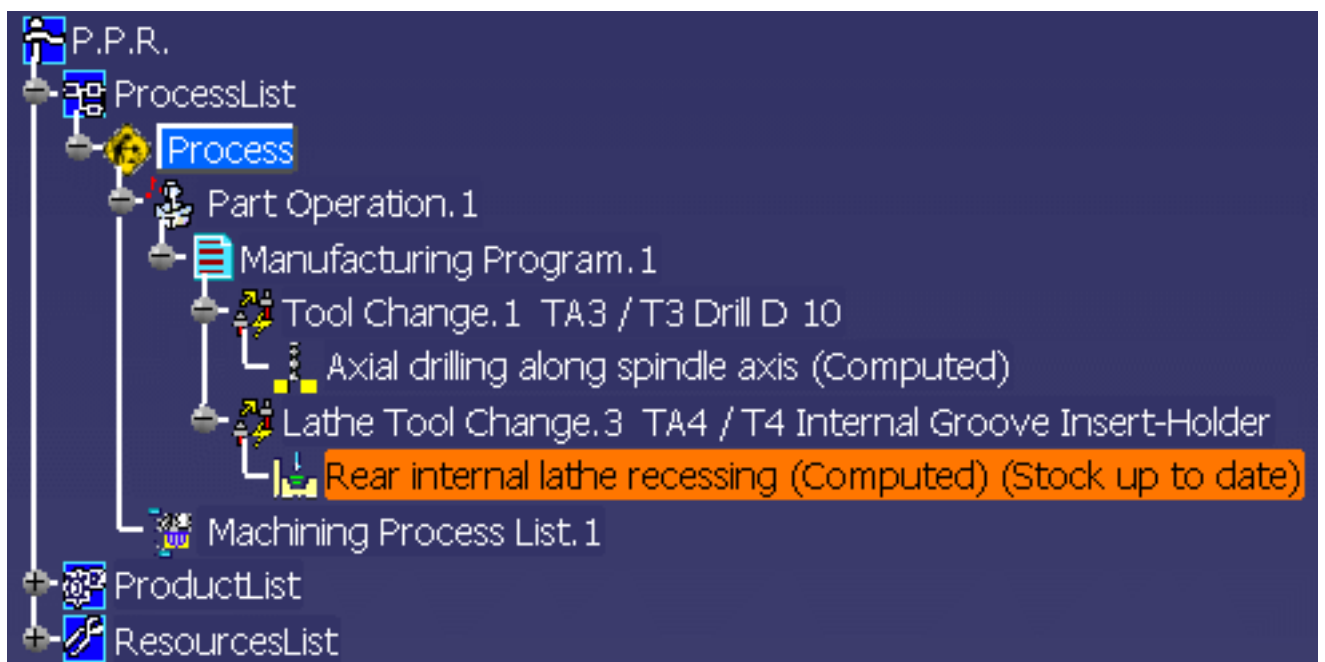 P.P.R.
ProcessList
Process
Part Operation.1
Manufacturing Program.1
Tool Change.1 TA3 / T3 Drill D 10
Axial drilling along spindle axis (Computed)
Lathe Tool Change.3 TA4 / T4 Internal Groove Insert-Holder
Rear internal lathe recessing (Computed) (Stock up to date)
Machining Process List.1
ProductList
ResourcesList